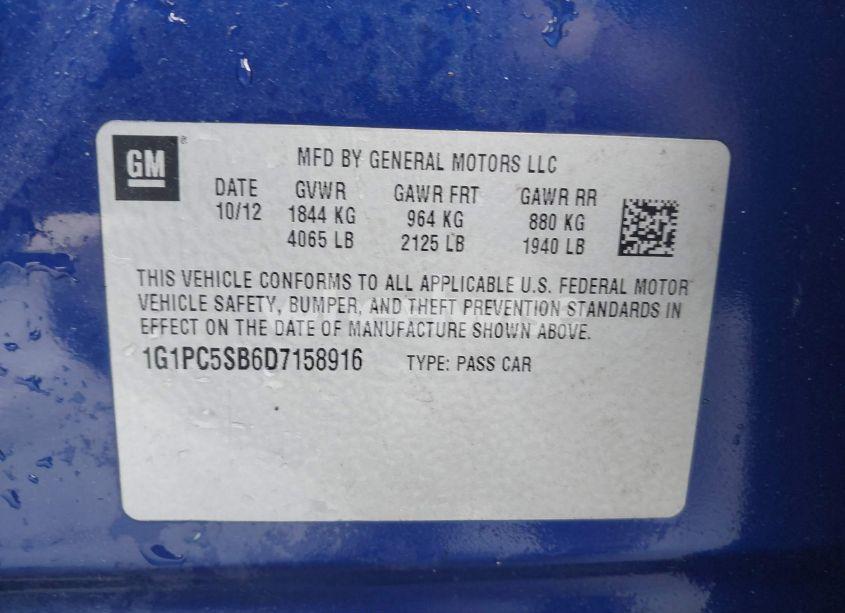 GM
MFD BY GENERAL MOTORS LLC
DATE GVWR GAWR FRT GAWR RR
10/12 1844 KG 964 KG 880 KG
4065 LB 2125 LB 1940 LB
THIS VEHICLE CONFORMS TO ALL APPLICABLE U.S. FEDERAL MOTOR
VEHICLE SAFETY, BUMPER, AND THEFT PREVENTION STANDARDS IN
EFFECT ON THE DATE OF MANUFACTURE SHOWN ABOVE.
1G1PC5SB6D7158916 TYPE: PASS CAR